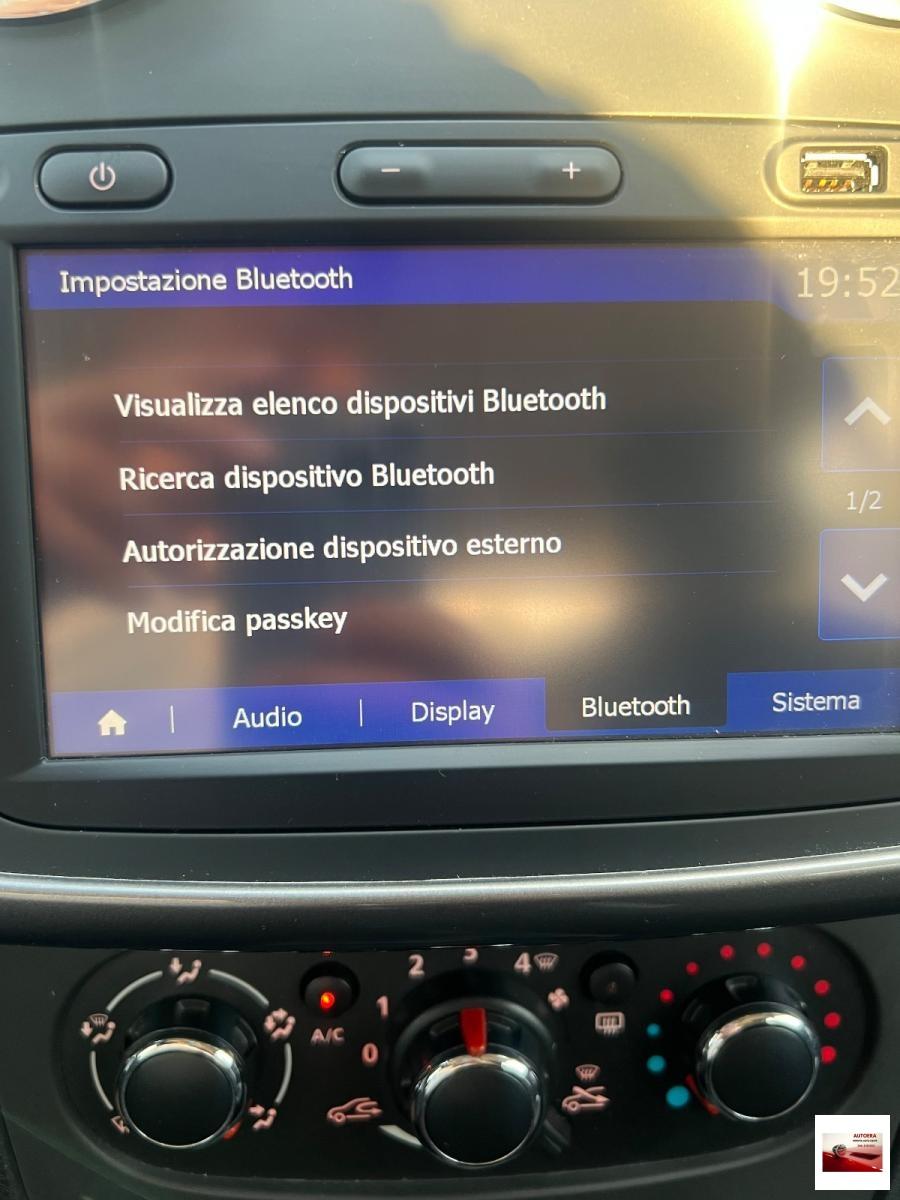 Impostazione Bluetooth
19:52
Visualizza elenco dispositivi Bluetooth
Ricerca dispositivo Bluetooth
1/2
Autorizzazione dispositivo esterno
Modifica passkey
Audio
Display
Bluetooth
Sistema
0 1 2 3 4
A/C
AUTOERA